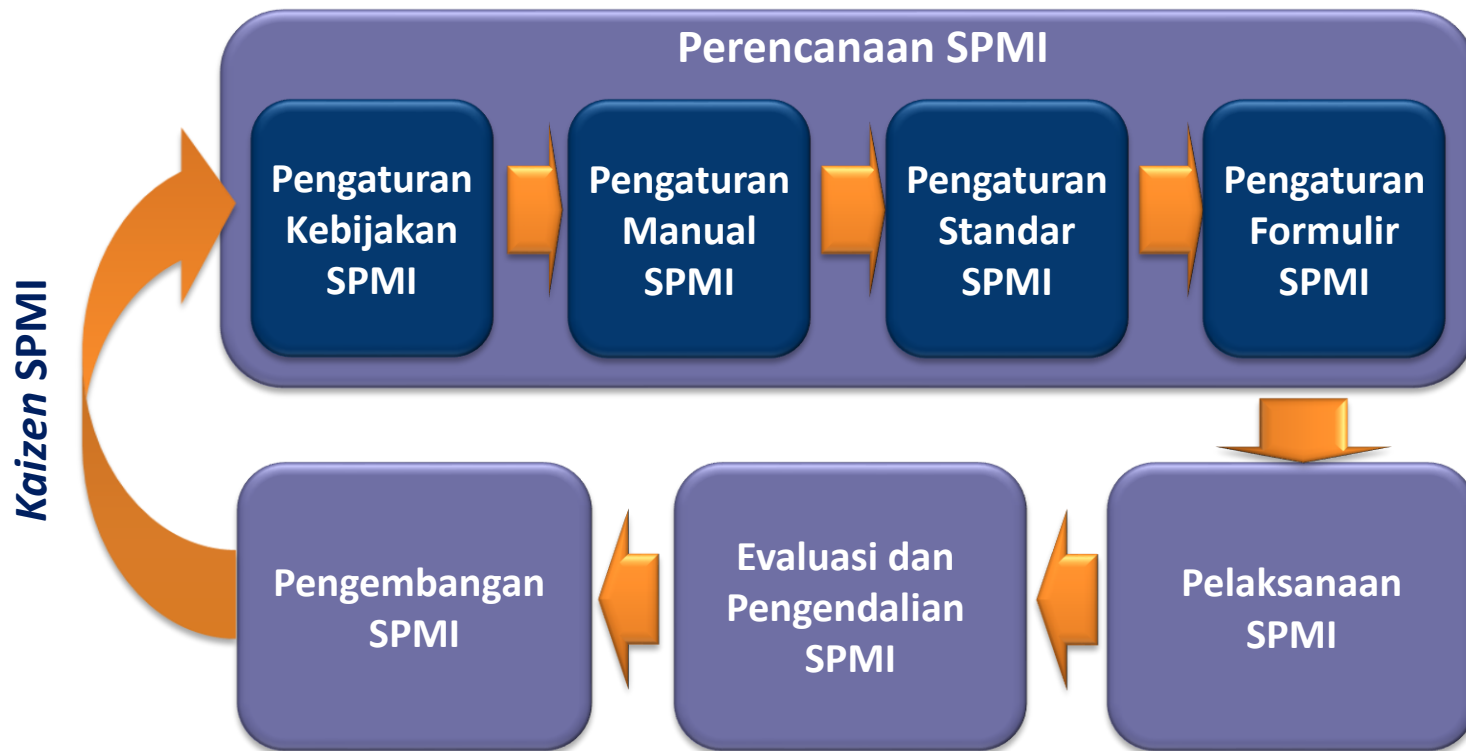 Perencanaan SPMI
Pengaturan
Kebijakan
SPMI
Pengaturan
Manual
SPMI
Pengaturan
Standar
SPMI
Pengaturan
Formulir
SPMI
Kaizen SPMI
Pengembangan
SPMI
Evaluasi dan
Pengendalian
SPMI
Pelaksanaan
SPMI